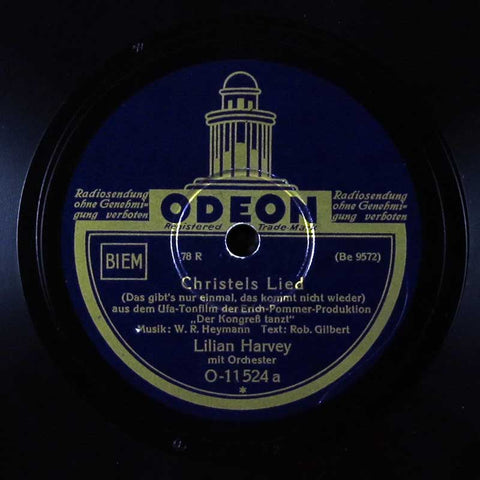 Radiosendung
ohne Genehmi-
gung verboten
ODEON
Registered Trade-Mark
Radiosendung
ohne Genehmi-
gung verboten
BIEM
78 R
(Be 9572)
Christels Lied
(Das gibt's nur einmal, das kommt nicht wieder)
aus dem Ufa-Tonfilm der Erich-Pommer-Produktion
„Der Kongreß tanzt"
Musik: W. R. Heymann Text: Rob. Gilbert
Lilian Harvey
mit Orchester
O-11524 a
*